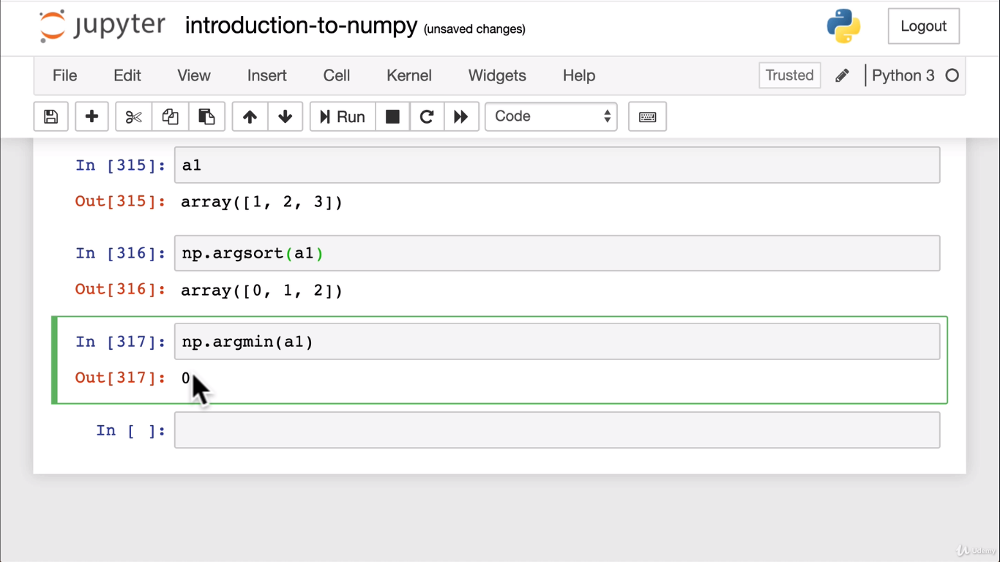 jupyter introduction-to-numpy (unsaved changes) Logout
File Edit View Insert Cell Kernel Widgets Help Trusted Python 3
Run Code
In [315]: a1
Out[315]: array([1, 2, 3])
In [316]: np.argsort(a1)
Out[316]: array([0, 1, 2])
In [317]: np.argmin(a1)
Out[317]: 0
In [ ]:
Udemy